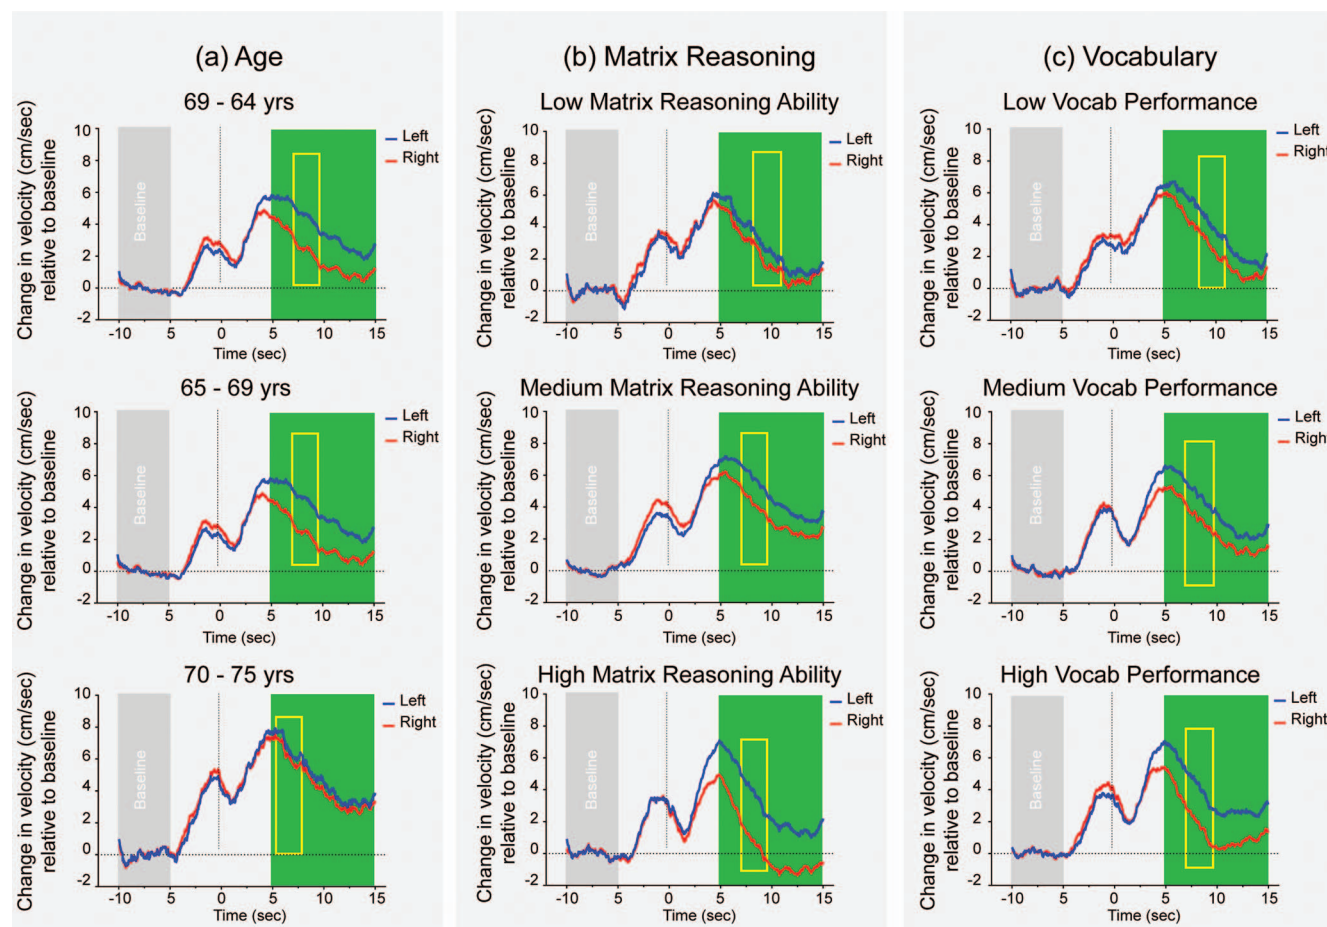 (a) Age
69 - 64 yrs
Change in velocity (cm/sec)
relative to baseline
10
8
6
4
2
0
-2
Baseline
Left
Right
-10
5
5
0
5
10
15
Time (sec)
65 - 69 yrs
Change in velocity (cm/sec)
relative to baseline
10
8
6
4
2
0
-2
Baseline
Left
Right
-10
5
0
5
10
15
Time (sec)
70 - 75 yrs
Change in velocity (cm/sec)
relative to baseline
10
8
6
4
2
0
-2
Baseline
Left
Right
-10
5
0
5
10
15
Time (sec)
(b) Matrix Reasoning
Low Matrix Reasoning Ability
Change in velocity (cm/sec)
relative to baseline
10
8
6
4
2
0
-2
Baseline
Left
Right
-10
5
0
5
10
15
Time (sec)
Medium Matrix Reasoning Ability
Change in velocity (cm/sec)
relative to baseline
10
8
6
4
2
0
-2
Baseline
Left
Right
-10
5
0
5
10
15
Time (sec)
High Matrix Reasoning Ability
Change in velocity (cm/sec)
relative to baseline
10
8
6
4
2
0
-2
Baseline
Left
Right
-10
5
0
5
10
15
Time (sec)
(c) Vocabulary
Low Vocab Performance
Change in velocity (cm/sec)
relative to baseline
10
8
6
4
2
0
-2
Baseline
Left
Right
-10
5
0
5
10
15
Time (sec)
Medium Vocab Performance
Change in velocity (cm/sec)
relative to baseline
10
8
6
4
2
0
-2
Baseline
Left
Right
-10
5
0
5
10
15
Time (sec)
High Vocab Performance
Change in velocity (cm/sec)
relative to baseline
10
8
6
4
2
0
-2
Baseline
Left
Right
-10
5
0
5
10
15
Time (sec)